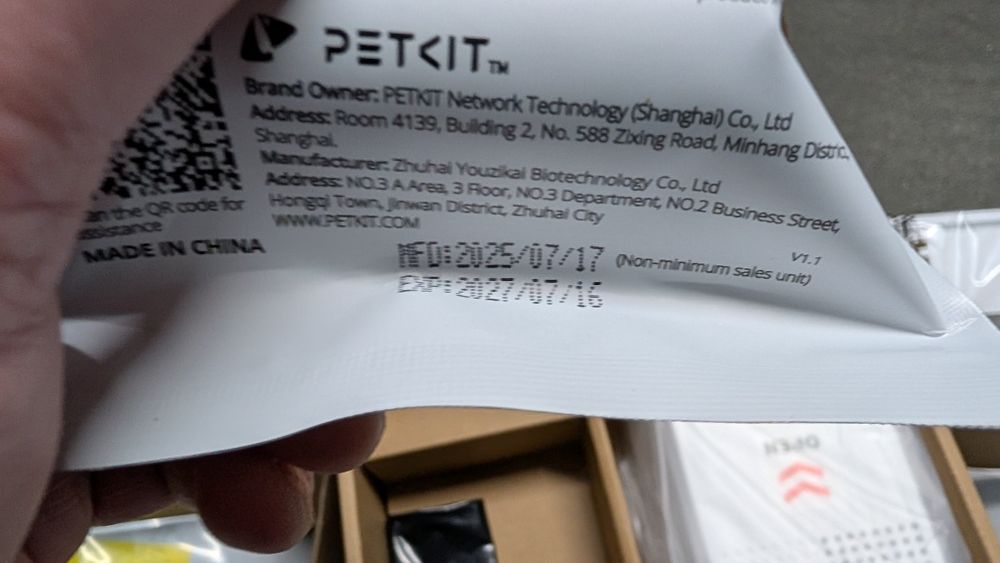 PETKIT™
Brand Owner: PETKIT Network Technology (Shanghai) Co., Ltd
Address: Room 4139, Building 2, No. 588 Zixing Road, Minhang District,
Shanghai.
Manufacturer: Zhuhai Youzikai Biotechnology Co., Ltd
Address: NO.3 A Area, 3 Floor, NO.3 Department, NO.2 Business Street,
Hongqi Town, Jinwan District, Zhuhai City
WWW.PETKIT.COM
the QR code for
assistance
MADE IN CHINA
V1.1
MFD:2025/07/17 (Non-minimum sales unit)
EXP:2027/07/16
OPEN